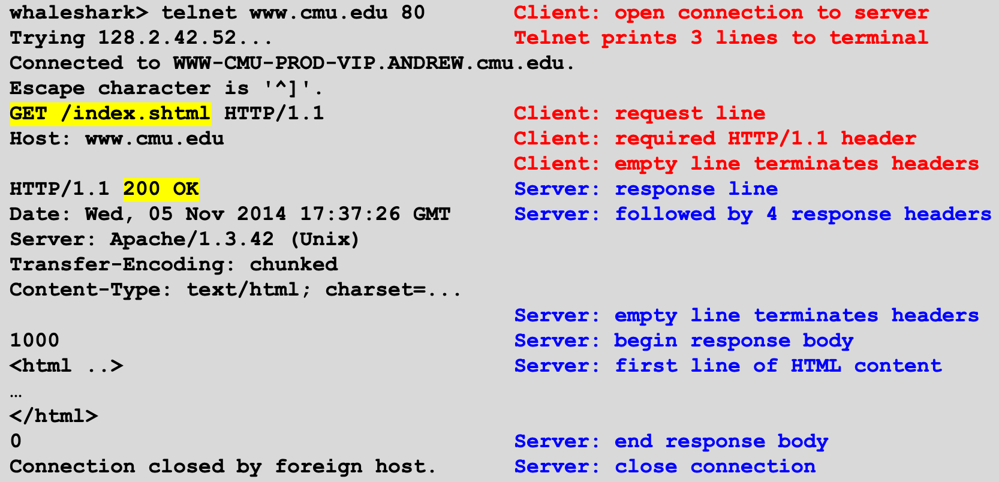 whaleshark> telnet www.cmu.edu 80 Client: open connection to server
Trying 128.2.42.52... Telnet prints 3 lines to terminal
Connected to WWW-CMU-PROD-VIP.ANDREW.cmu.edu.
Escape character is '^]'.
GET /index.shtml HTTP/1.1 Client: request line
Host: www.cmu.edu Client: required HTTP/1.1 header
Client: empty line terminates headers
HTTP/1.1 200 OK Server: response line
Date: Wed, 05 Nov 2014 17:37:26 GMT Server: followed by 4 response headers
Server: Apache/1.3.42 (Unix)
Transfer-Encoding: chunked
Content-Type: text/html; charset=...
Server: empty line terminates headers
1000 Server: begin response body
<html ..> Server: first line of HTML content
…
</html>
0 Server: end response body
Connection closed by foreign host. Server: close connection